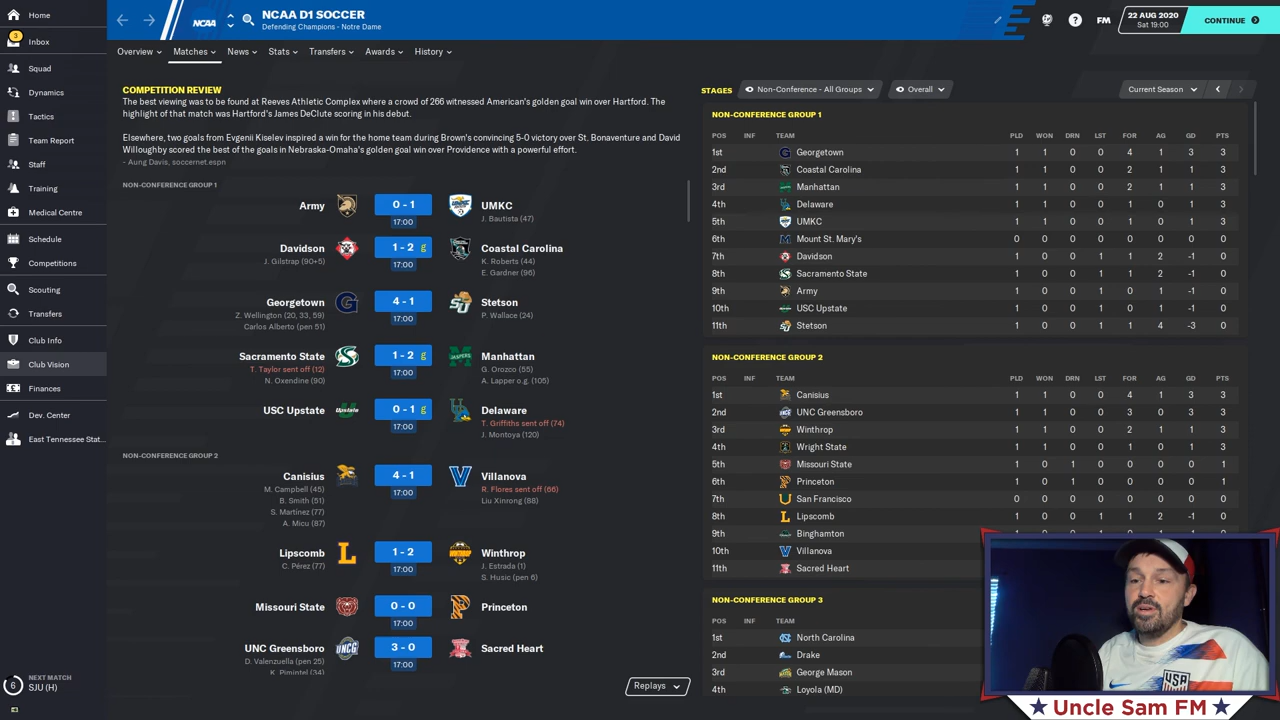 NCAA
NCAA D1 SOCCER
Defending Champions - Notre Dame
FM
22 AUG 2020
Sat 19:00
CONTINUE
Overview
Matches
News
Stats
Transfers
Awards
History
Home
3
Inbox
Squad
Dynamics
Tactics
Team Report
Staff
Training
Medical Centre
Schedule
Competitions
Scouting
Transfers
Club Info
Club Vision
Finances
Dev. Center
East Tennessee Stat...
6
NEXT MATCH
SJU (H)
COMPETITION REVIEW
The best viewing was to be found at Reeves Athletic Complex where a crowd of 266 witnessed American's golden goal win over Hartford. The
highlight of that match was Hartford's James DeClute scoring in his debut.
Elsewhere, two goals from Evgenii Kiselev inspired a win for the home team during Brown's convincing 5-0 victory over St. Bonaventure and David
Willoughby scored the best of the goals in Nebraska-Omaha's golden goal win over Providence with a powerful effort.
- Aung Davis, soccernet.espn
NON-CONFERENCE GROUP 1
Army 0 - 1 UMKC
17:00 J. Bautista (47)
Davidson 1 - 2 g Coastal Carolina
J. Gilstrap (90+5) 17:00 K. Roberts (44)
E. Gardner (96)
Georgetown 4 - 1 Stetson
Z. Wellington (20, 33, 59) 17:00 P. Wallace (24)
Carlos Alberto (pen 51)
Sacramento State 1 - 2 g Manhattan
T. Taylor sent off (12) 17:00 G. Orozco (55)
N. Oxendine (90) A. Lapper o.g. (105)
USC Upstate 0 - 1 g Delaware
17:00 T. Griffiths sent off (74)
J. Montoya (120)
NON-CONFERENCE GROUP 2
Canisius 4 - 1 Villanova
M. Campbell (45) 17:00 R. Flores sent off (66)
B. Smith (51) Liu Xinrong (88)
S. Martínez (77)
A. Micu (87)
Lipscomb 1 - 2 Winthrop
C. Pérez (77) 17:00 J. Estrada (1)
S. Husic (pen 6)
Missouri State 0 - 0 Princeton
17:00
UNC Greensboro 3 - 0 Sacred Heart
D. Valenzuella (pen 25) 17:00
K. Pimintel (34)
Replays
STAGES Non-Conference - All Groups Overall Current Season
NON-CONFERENCE GROUP 1
POS INF TEAM PLD WON DRN LST FOR AG GD PTS
1st Georgetown 1 1 0 0 4 1 3 3
2nd Coastal Carolina 1 1 0 0 2 1 1 3
3rd Manhattan 1 1 0 0 2 1 1 3
4th Delaware 1 1 0 0 1 0 1 3
5th UMKC 1 1 0 0 1 0 1 3
6th Mount St. Mary's 0 0 0 0 0 0 0 0
7th Davidson 1 0 0 1 1 2 -1 0
8th Sacramento State 1 0 0 1 1 2 -1 0
9th Army 1 0 0 1 0 1 -1 0
10th USC Upstate 1 0 0 1 0 1 -1 0
11th Stetson 1 0 0 1 1 4 -3 0
NON-CONFERENCE GROUP 2
POS INF TEAM PLD WON DRN LST FOR AG GD PTS
1st Canisius 1 1 0 0 4 1 3 3
2nd UNC Greensboro 1 1 0 0 3 0 3 3
3rd Winthrop 1 1 0 0 2 1 1 3
4th Wright State 1 1 0 0 1 0 1 3
5th Missouri State 1 0 1 0 0 0 0 1
6th Princeton 1 0 1 0 0 0 0 1
7th San Francisco 0 0 0 0 0 0 0 0
8th Lipscomb 1 0 0 1 1 2 -1 0
9th Binghamton
10th Villanova
11th Sacred Heart
NON-CONFERENCE GROUP 3
POS INF TEAM
1st North Carolina
2nd Drake
3rd George Mason
4th Loyola (MD)
USA
Uncle Sam FM